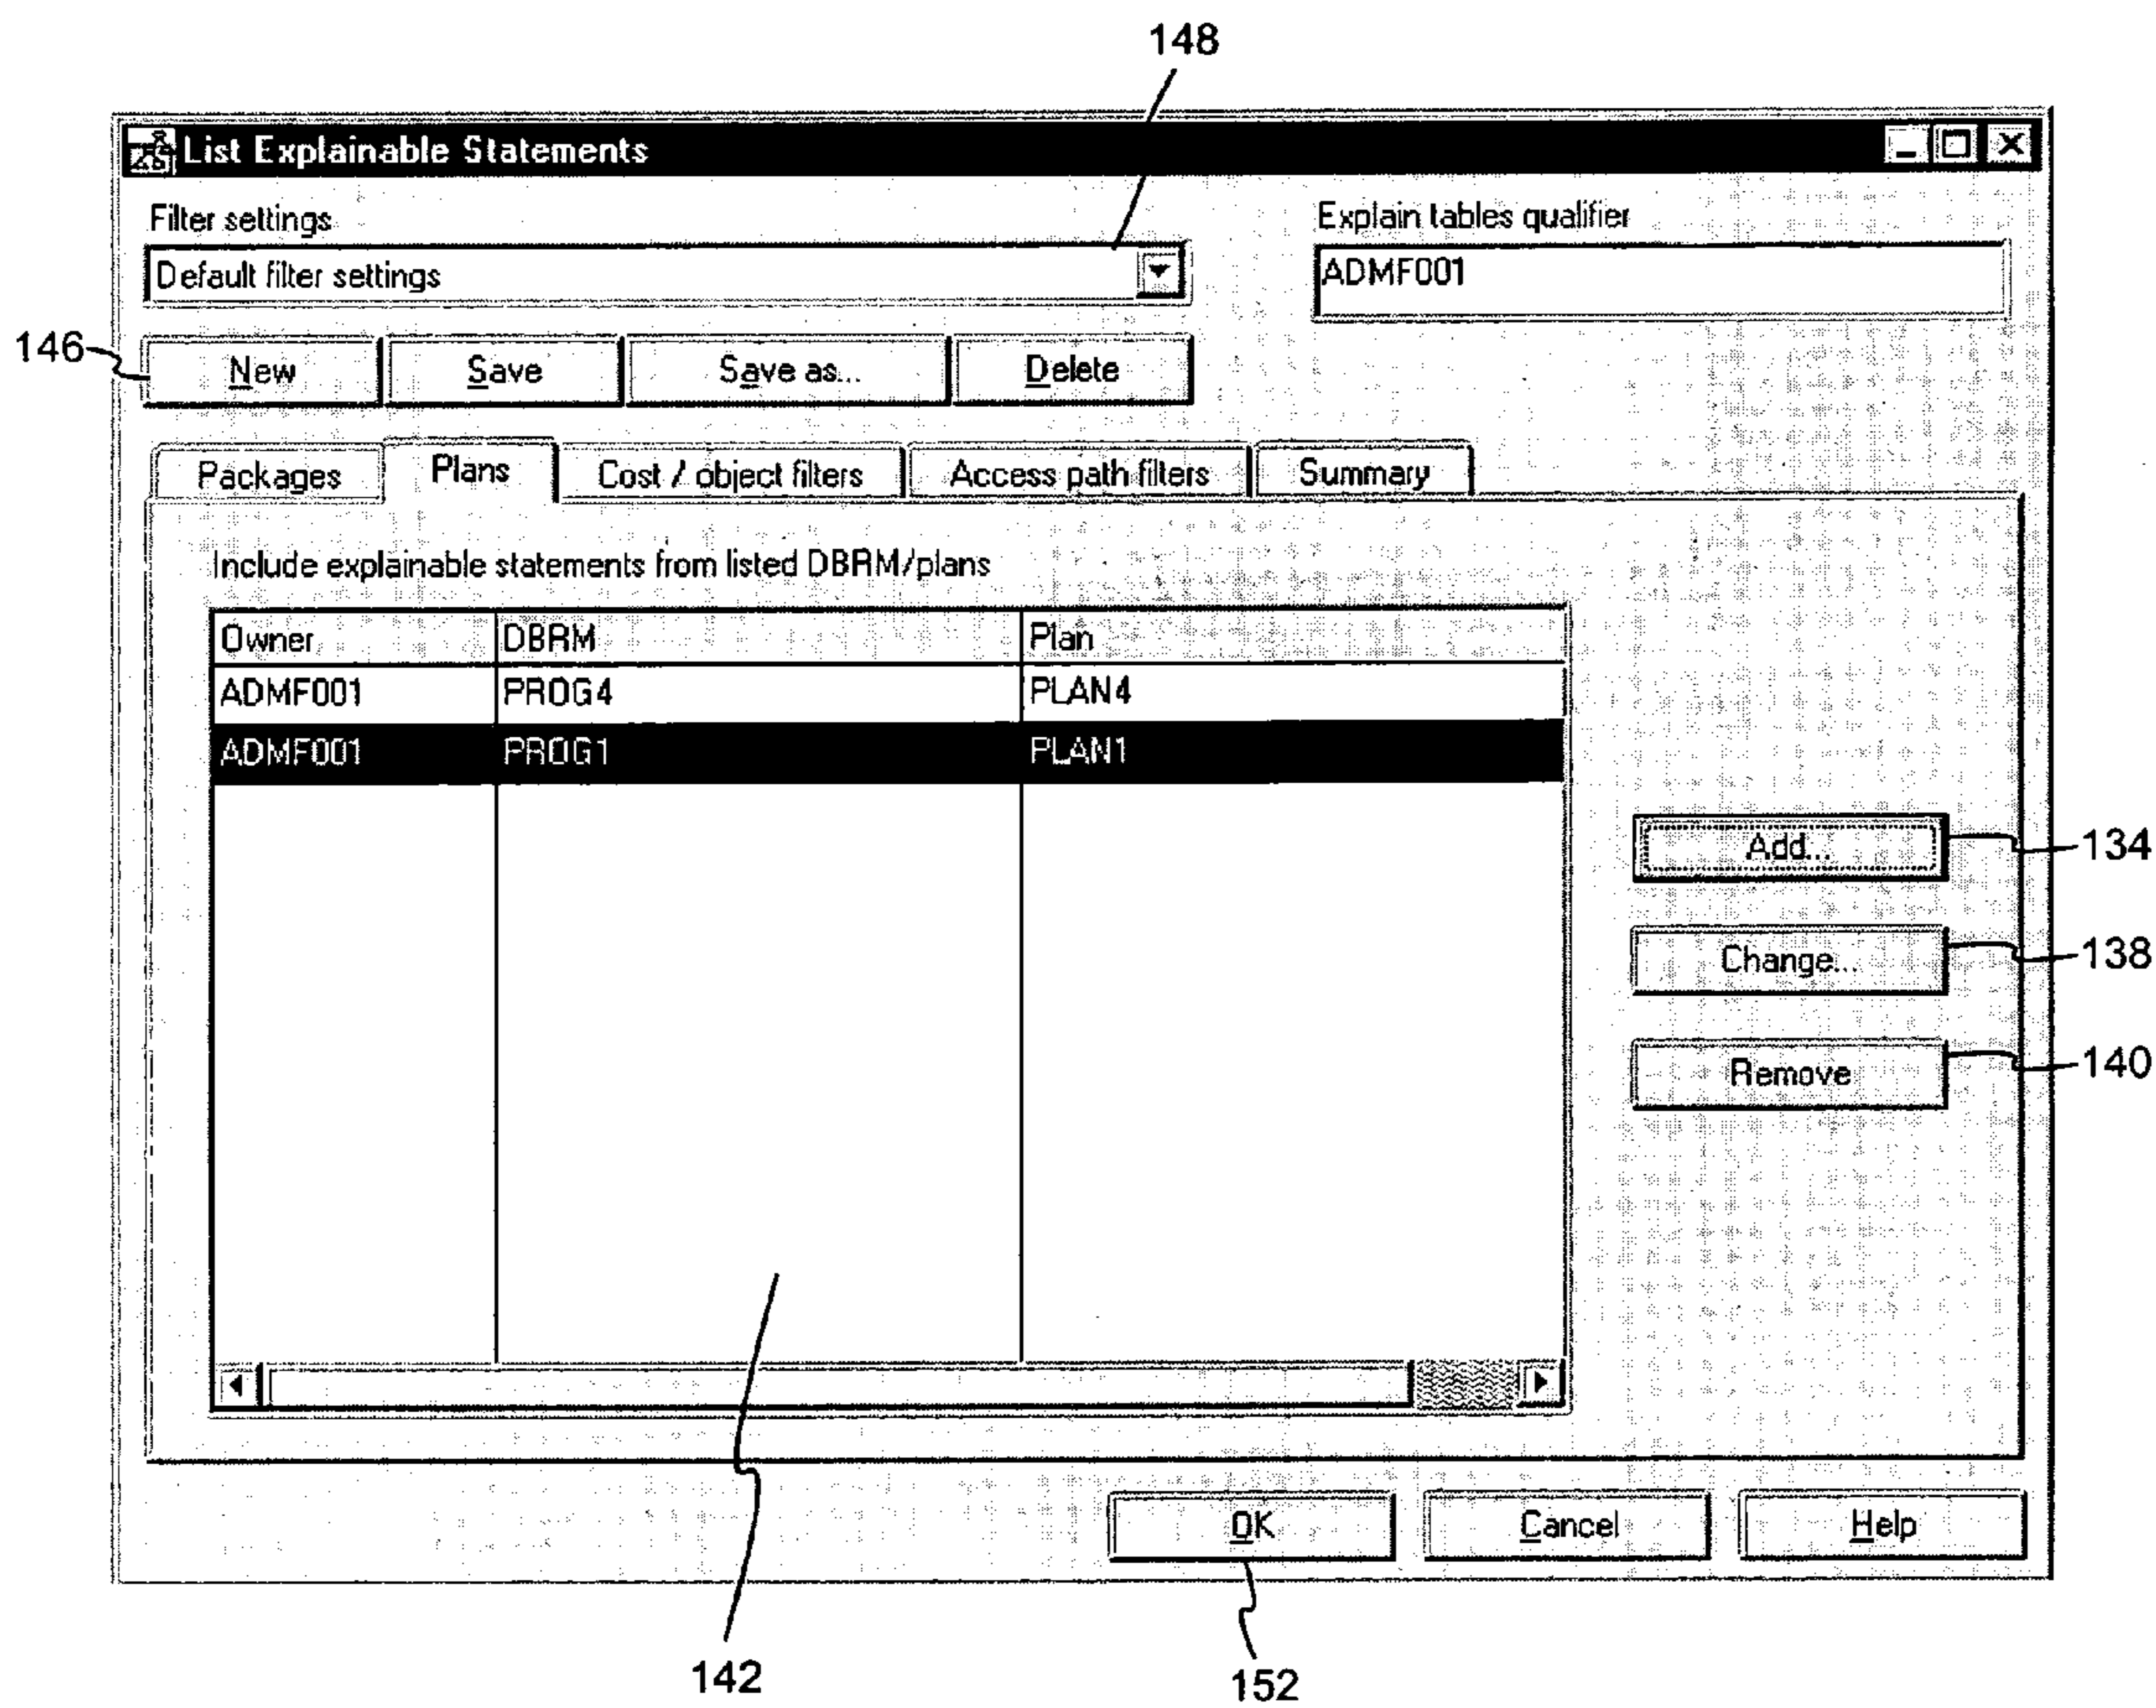 148
List Explainable Statements
Filter settings
Explain tables qualifier
Default filter settings
ADMF001
146
New Save Save as... Delete
Packages Plans Cost / object filters Access path filters Summary
Include explainable statements from listed DBRM/plans
Owner DBRM Plan
ADMF001 PROG4 PLAN4
ADMF001 PROG1 PLAN1
Add... 134
Change... 138
Remove 140
OK Cancel Help
142
152